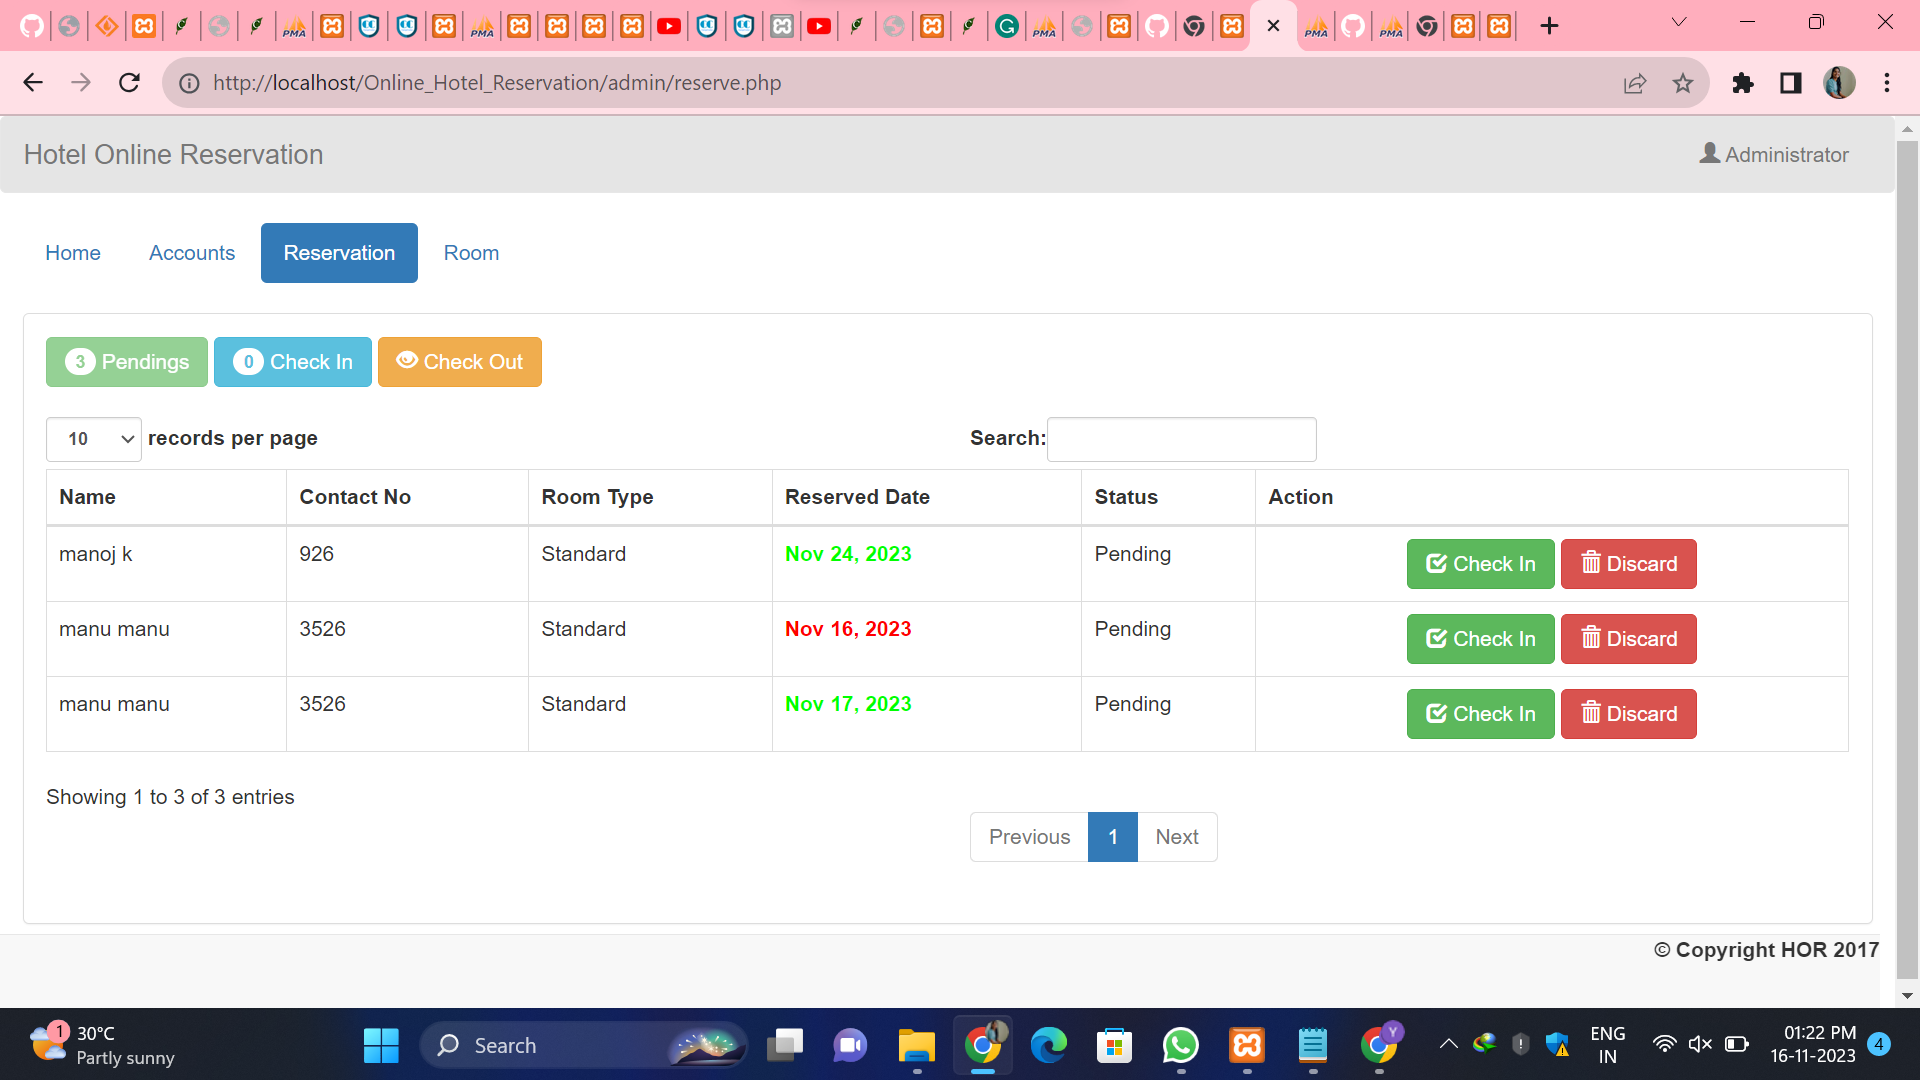 http://localhost/Online_Hotel_Reservation/admin/reserve.php
Hotel Online Reservation
Administrator
Home Accounts Reservation Room
3 Pendings 0 Check In Check Out
10 records per page Search:
Name Contact No Room Type Reserved Date Status Action
manoj k 926 Standard Nov 24, 2023 Pending Check In Discard
manu manu 3526 Standard Nov 16, 2023 Pending Check In Discard
manu manu 3526 Standard Nov 17, 2023 Pending Check In Discard
Showing 1 to 3 of 3 entries
Previous 1 Next
© Copyright HOR 2017
1 30°C
Partly sunny
Search
Y
ENG
IN
01:22 PM
16-11-2023
4